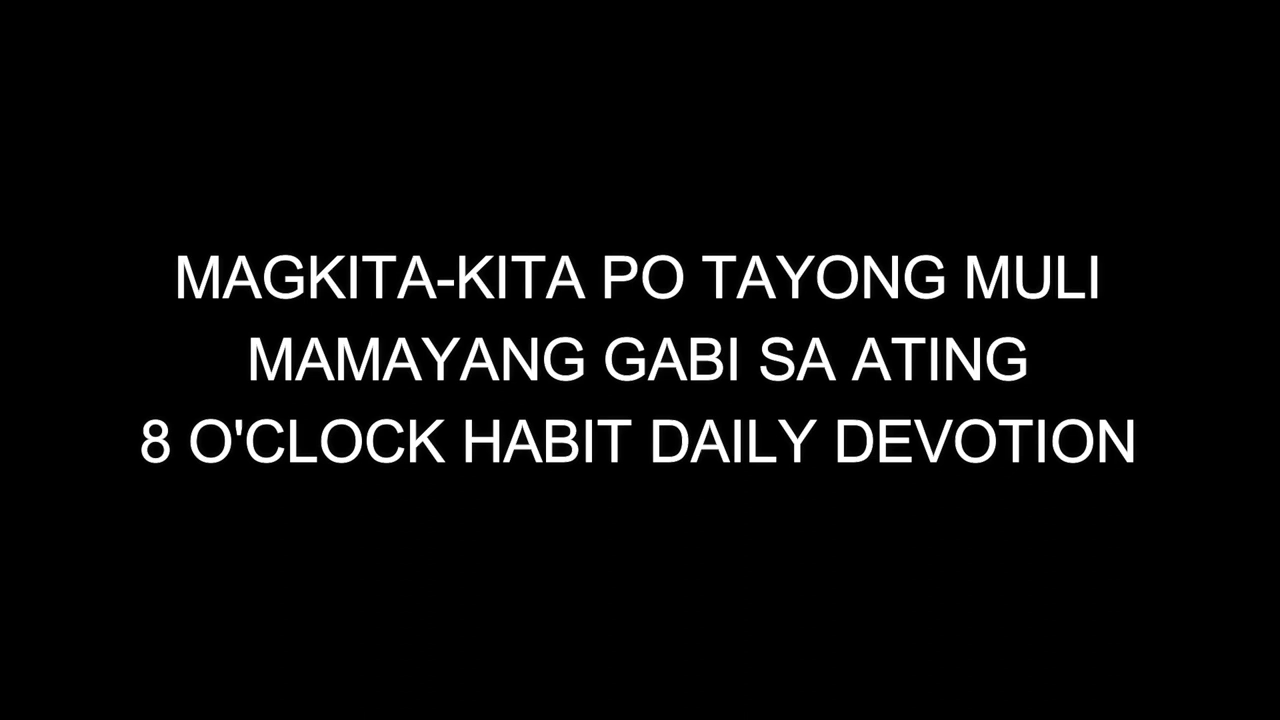 MAGKITA-KITA PO TAYONG MULI
MAMAYANG GABI SA ATING
8 O'CLOCK HABIT DAILY DEVOTION